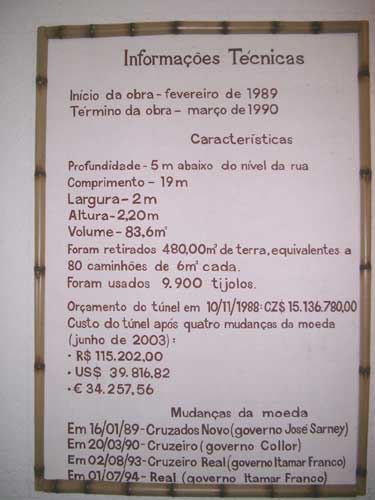 Informações Técnicas
Início da obra - fevereiro de 1989
Término da obra - março de 1990
Características
Profundidade - 5 m abaixo do nível da rua
Comprimento - 19 m
Largura - 2 m
Altura - 2,20 m
Volume - 83,6 m³
Foram retirados 480,00 m³ de terra, equivalentes a
80 caminhões de 6 m³ cada.
Foram usados 9.900 tijolos.
Orçamento do túnel em 10/11/1988: CZ$ 15.136.780,00
Custo do túnel após quatro mudanças da moeda
(junho de 2003):
· R$ 115.202,00
· US$ 39.816,82
· € 34.257,56
Mudanças da moeda
Em 16/01/89 - Cruzados Novo (governo José Sarney)
Em 20/03/90 - Cruzeiro (governo Collor)
Em 02/08/93 - Cruzeiro Real (governo Itamar Franco)
Em 01/07/94 - Real (governo Itamar Franco)